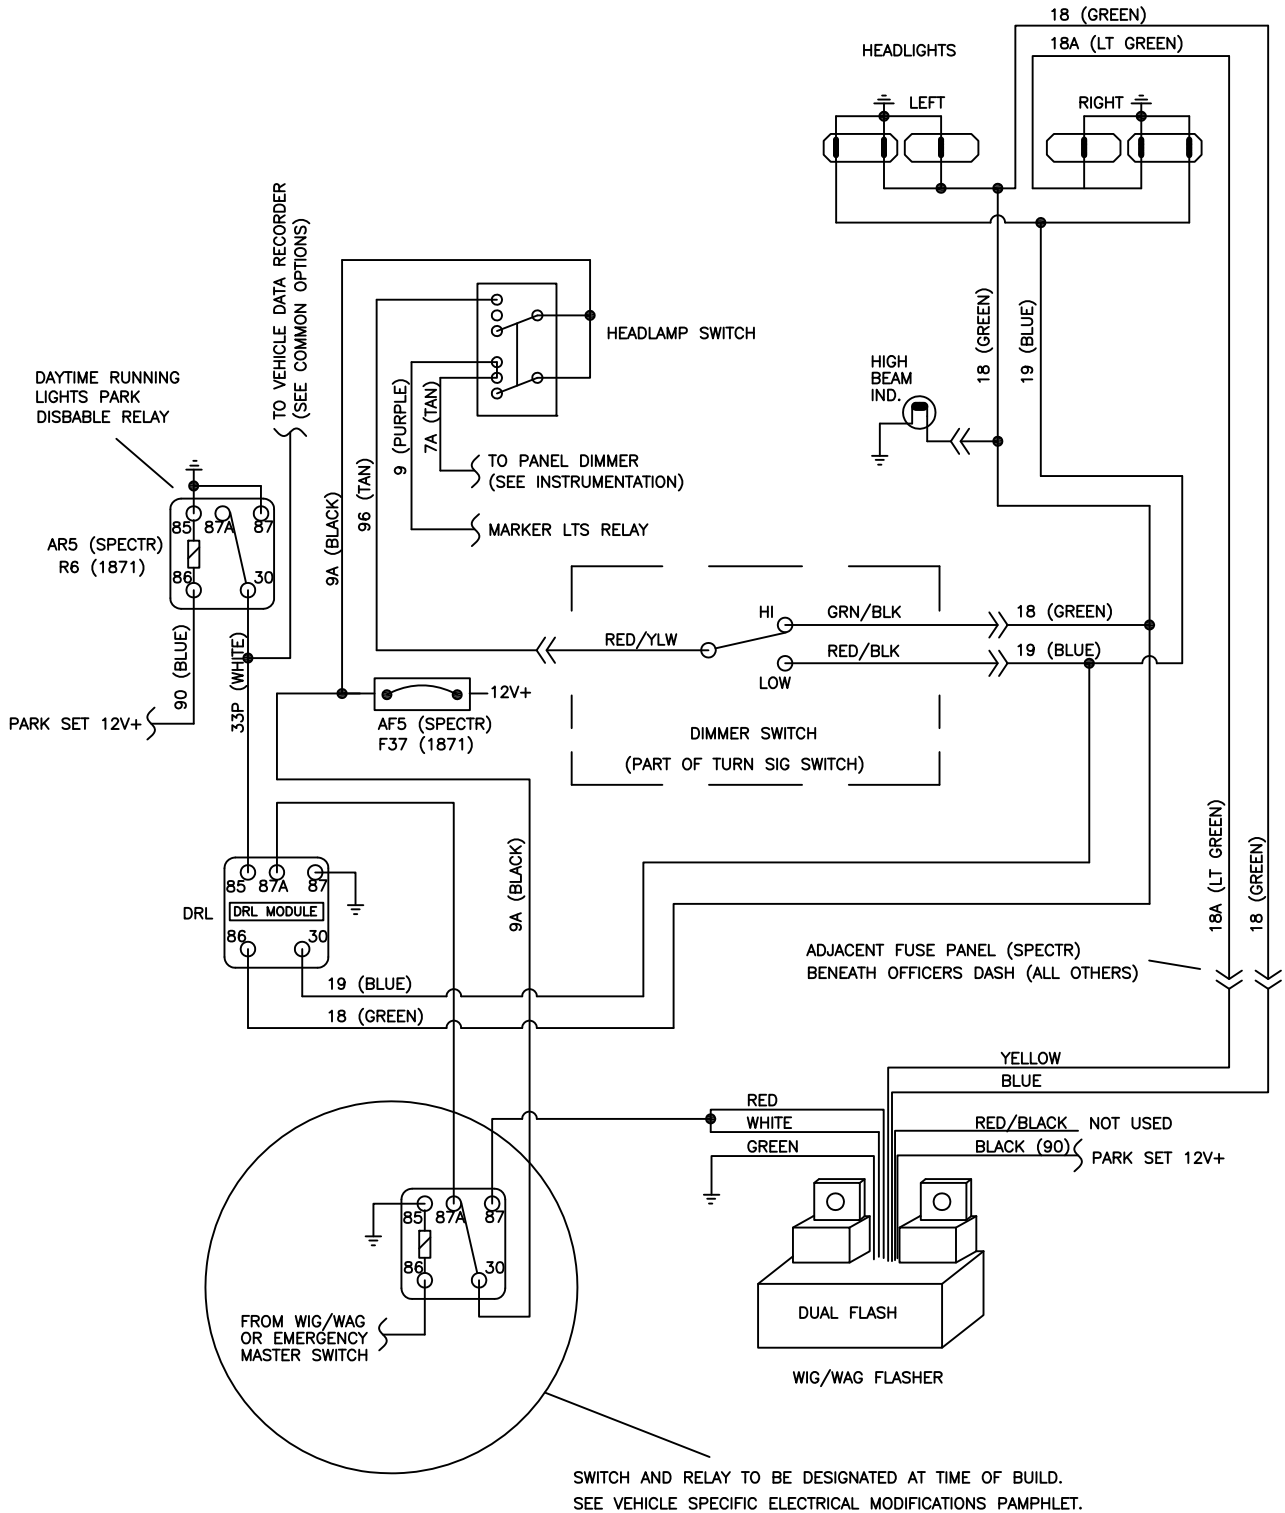 18 (GREEN)
18A (LT GREEN)
HEADLIGHTS
LEFT
RIGHT
TO VEHICLE DATA RECORDER
(SEE COMMON OPTIONS)
HEADLAMP SWITCH
18 (GREEN)
19 (BLUE)
HIGH
BEAM
IND.
DAYTIME RUNNING
LIGHTS PARK
DISBABLE RELAY
9 (PURPLE)
7A (TAN)
96 (TAN)
9A (BLACK)
TO PANEL DIMMER
(SEE INSTRUMENTATION)
MARKER LTS RELAY
85
87A
87
AR5 (SPECTR)
R6 (1871)
86
30
90 (BLUE)
33P (WHITE)
PARK SET 12V+
HI
GRN/BLK
18 (GREEN)
RED/YLW
RED/BLK
19 (BLUE)
LOW
12V+
AF5 (SPECTR)
F37 (1871)
DIMMER SWITCH
(PART OF TURN SIG SWITCH)
9A (BLACK)
18A (LT GREEN)
18 (GREEN)
85
87A
87
DRL
DRL MODULE
86
30
19 (BLUE)
18 (GREEN)
ADJACENT FUSE PANEL (SPECTR)
BENEATH OFFICERS DASH (ALL OTHERS)
YELLOW
BLUE
RED
WHITE
GREEN
RED/BLACK
NOT USED
BLACK (90)
PARK SET 12V+
85
87A
87
86
30
FROM WIG/WAG
OR EMERGENCY
MASTER SWITCH
DUAL FLASH
WIG/WAG FLASHER
SWITCH AND RELAY TO BE DESIGNATED AT TIME OF BUILD.
SEE VEHICLE SPECIFIC ELECTRICAL MODIFICATIONS PAMPHLET.